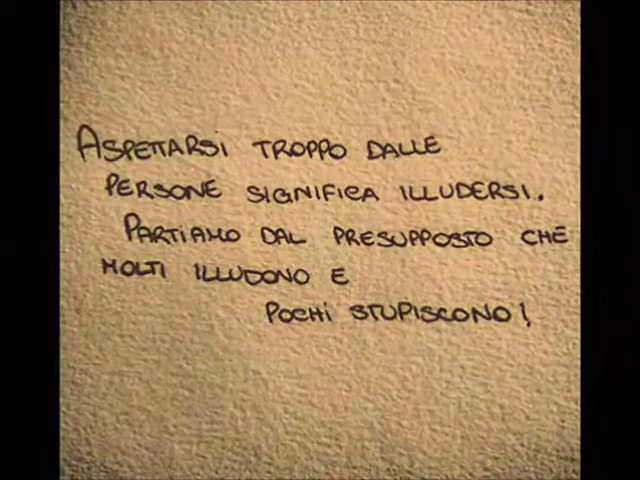 ASPETTARSI TROPPO DALLE
PERSONE SIGNIFICA ILLUDERSI.
PARTIAMO DAL PRESUPPOSTO CHE
MOLTI ILLUDONO E
POCHI STUPISCONO!